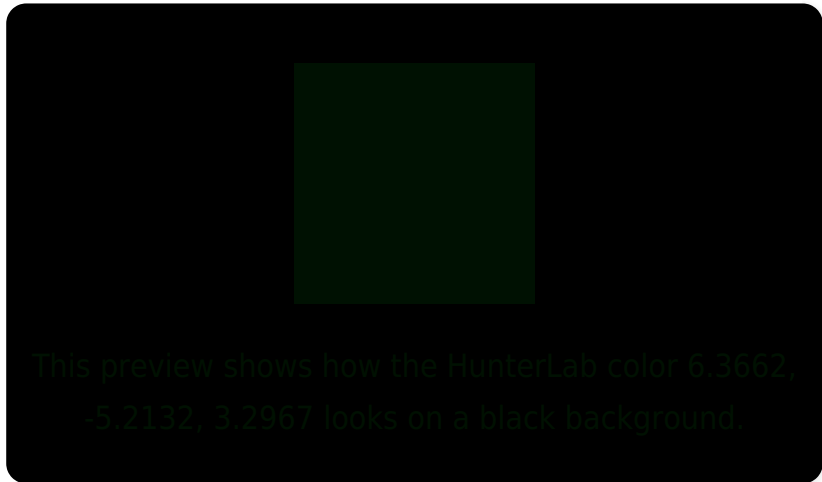 This preview shows how the HunterLab color 6.3662,
-5.2132, 3.2967 looks on a black background.